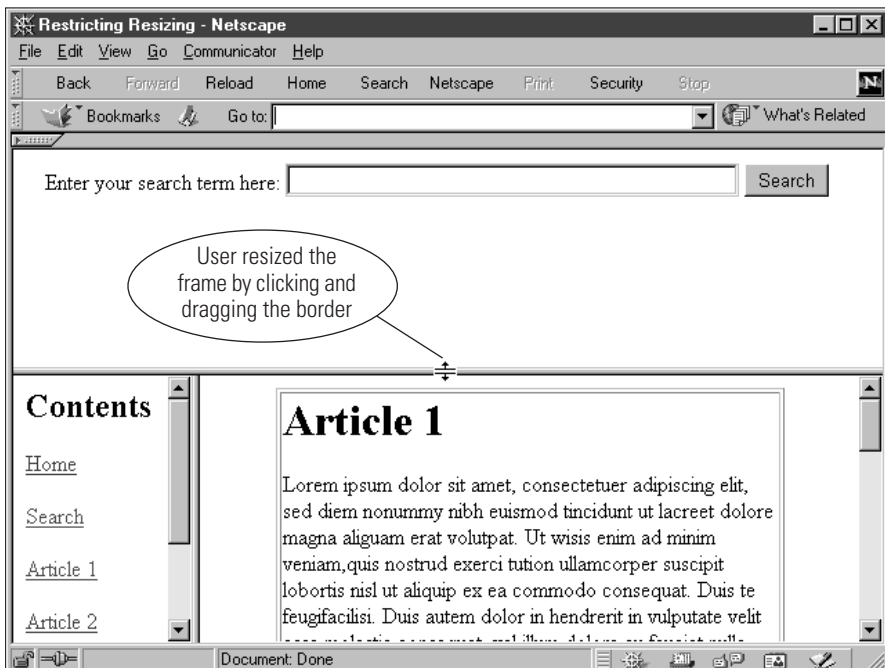 Restricting Resizing - Netscape
File Edit View Go Communicator Help
Back Forward Reload Home Search Netscape Print Security Stop N
Bookmarks Go to: What's Related
Enter your search term here: Search
User resized the
frame by clicking and
dragging the border
Contents
Home
Search
Article 1
Article 2
Article 1
Lorem ipsum dolor sit amet, consectetuer adipiscing elit,
sed diem nonummy nibh euismod tincidunt ut lacreet dolore
magna aliguam erat volutpat. Ut wisis enim ad minim
veniam,quis nostrud exerci tution ullamcorper suscipit
lobortis nisl ut aliquip ex ea commodo consequat. Duis te
feugifacilisi. Duis autem dolor in hendrerit in vulputate velit
Document: Done